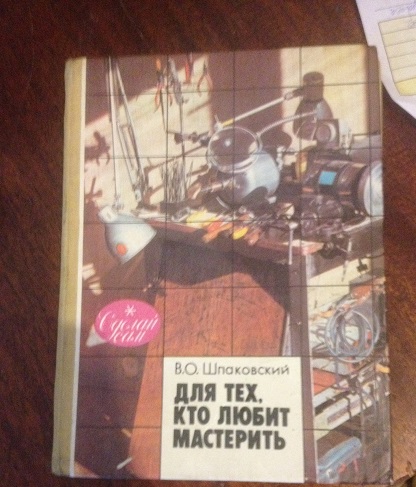 Сделай
сам
В.О. Шпаковский
ДЛЯ ТЕХ,
КТО ЛЮБИТ
МАСТЕРИТЬ